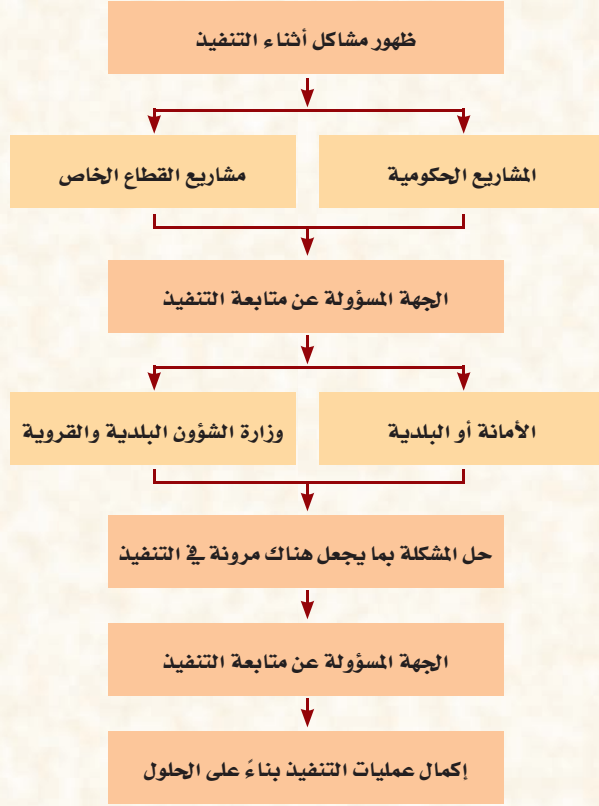 ظهور مشاكل أثناء التنفيذ
المشاريع الحكومية
مشاريع القطاع الخاص
الجهة المسؤولة عن متابعة التنفيذ
الأمانة أو البلدية
وزارة الشؤون البلدية والقروية
حل المشكلة بما يجعل هناك مرونة في التنفيذ
الجهة المسؤولة عن متابعة التنفيذ
إكمال عمليات التنفيذ بناءً على الحلول